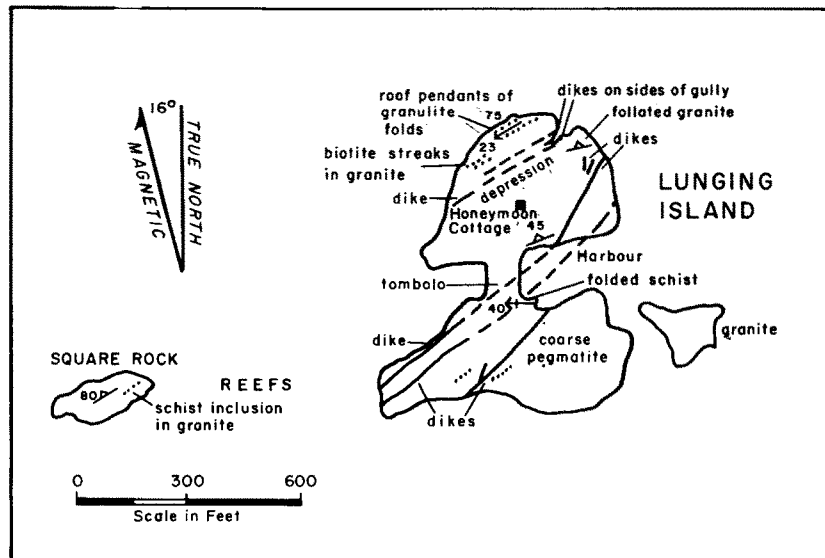 16°
MAGNETIC
TRUE NORTH
roof pendants of
granulite
folds
75
23
biotite streaks
in granite
dikes on sides of gully
foliated granite
dikes
depression
dike
Honeymoon
Cottage
45
LUNGING
ISLAND
Harbour
tombolo
folded schist
40
granite
coarse
pegmatite
dike
dikes
SQUARE ROCK
REEFS
80
schist inclusion
in granite
0 300 600
Scale in Feet